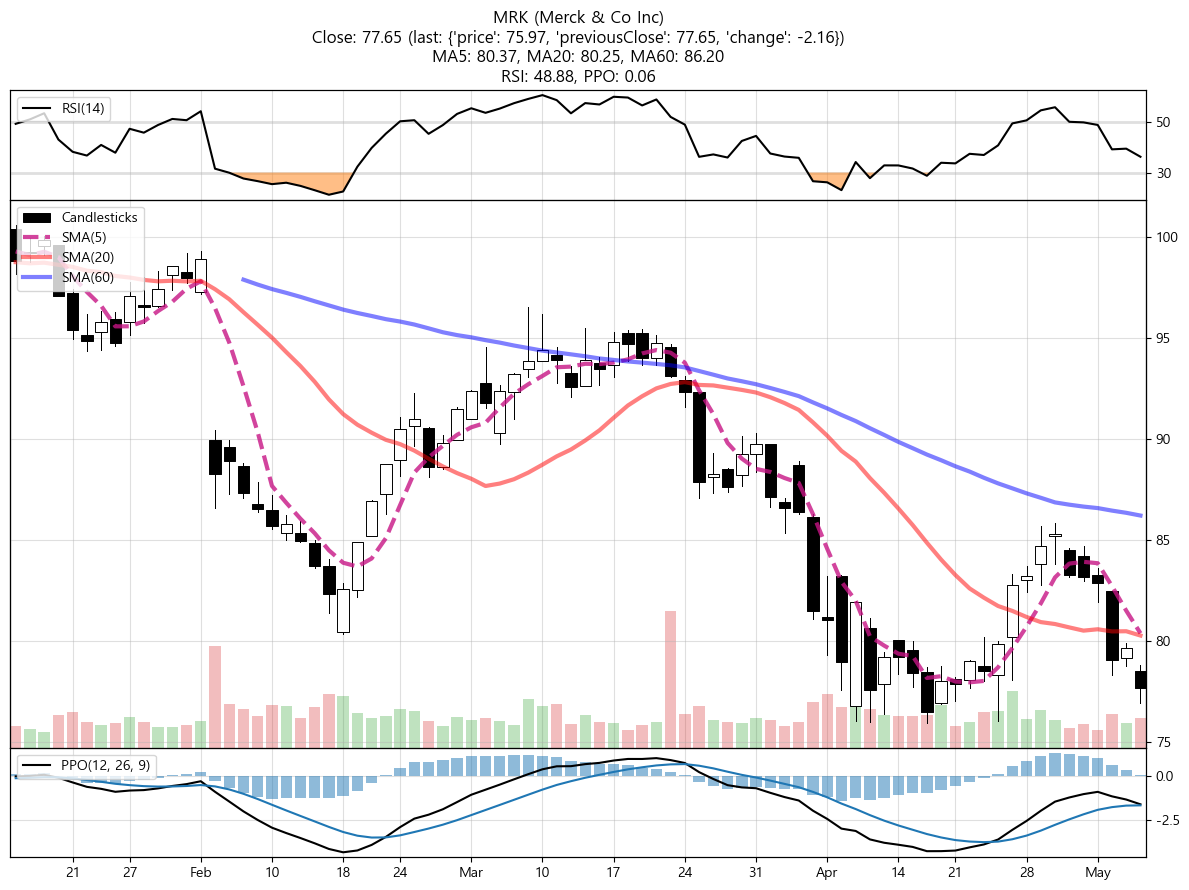 MRK (Merck & Co Inc)
Close: 77.65 (last: {'price': 75.97, 'previousClose': 77.65, 'change': -2.16})
MA5: 80.37, MA20: 80.25, MA60: 86.20
RSI: 48.88, PPO: 0.06
RSI(14)
50
30
Candlesticks
SMA(5)
SMA(20)
SMA(60)
100
95
90
85
80
75
PPO(12, 26, 9)
0.0
−2.5
21 27 Feb 10 18 24 Mar 10 17 24 31 Apr 14 21 28 May